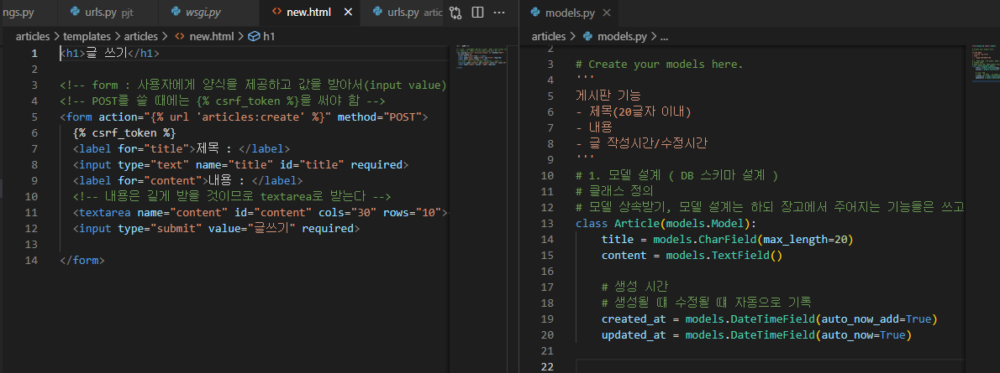 ngs.py
urls.py pjt
wsgi.py
new.html
urls.py artic
articles > templates > articles > new.html > h1
1 <h1>글 쓰기</h1>
2
3 <!-- form : 사용자에게 양식을 제공하고 값을 받아서(input value)
4 <!-- POST를 쓸 때에는 {% csrf_token %}을 써야 함 -->
5 <form action="{% url 'articles:create' %}" method="POST">
6 {% csrf_token %}
7 <label for="title">제목 : </label>
8 <input type="text" name="title" id="title" required>
9 <label for="content">내용 : </label>
10 <!-- 내용은 길게 받을 것이므로 textarea로 받는다 -->
11 <textarea name="content" id="content" cols="30" rows="10">
12 <input type="submit" value="글쓰기" required>
13
14 </form>
models.py
articles > models.py > ...
2
3 # Create your models here.
4 '''
5 게시판 기능
6 - 제목(20글자 이내)
7 - 내용
8 - 글 작성시간/수정시간
9 '''
10 # 1. 모델 설계 ( DB 스키마 설계 )
11 # 클래스 정의
12 # 모델 상속받기, 모델 설계는 하되 장고에서 주어지는 기능들은 쓰고
13 class Article(models.Model):
14 title = models.CharField(max_length=20)
15 content = models.TextField()
16
17 # 생성 시간
18 # 생성될 떄 수정될 떄 자동으로 기록
19 created_at = models.DateTimeField(auto_now_add=True)
20 updated_at = models.DateTimeField(auto_now=True)
21
22